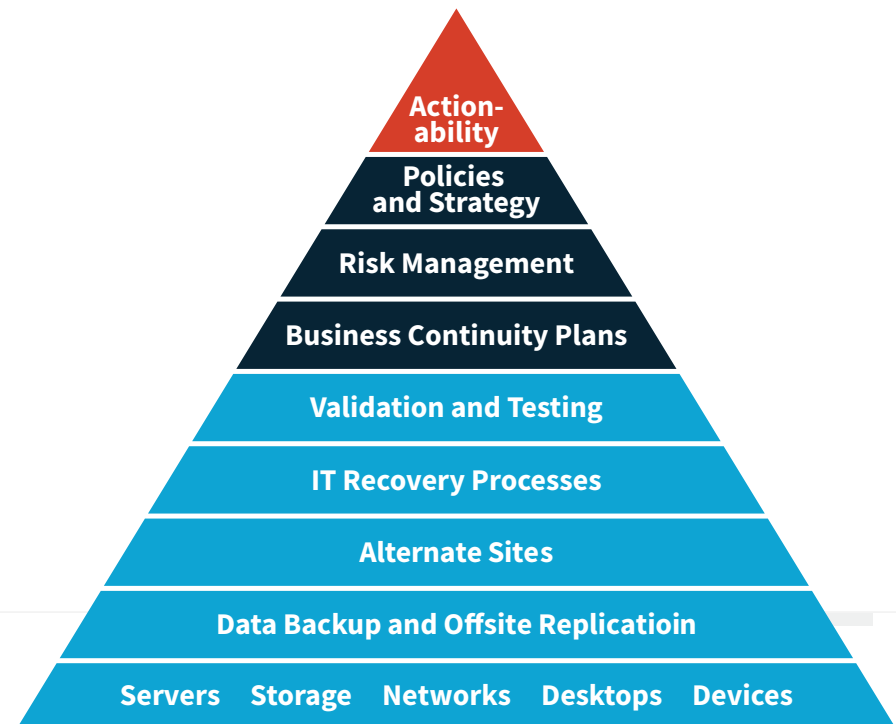 Action-
ability
Policies
and Strategy
Risk Management
Business Continuity Plans
Validation and Testing
IT Recovery Processes
Alternate Sites
Data Backup and Offsite Replicatioin
Servers Storage Networks Desktops Devices